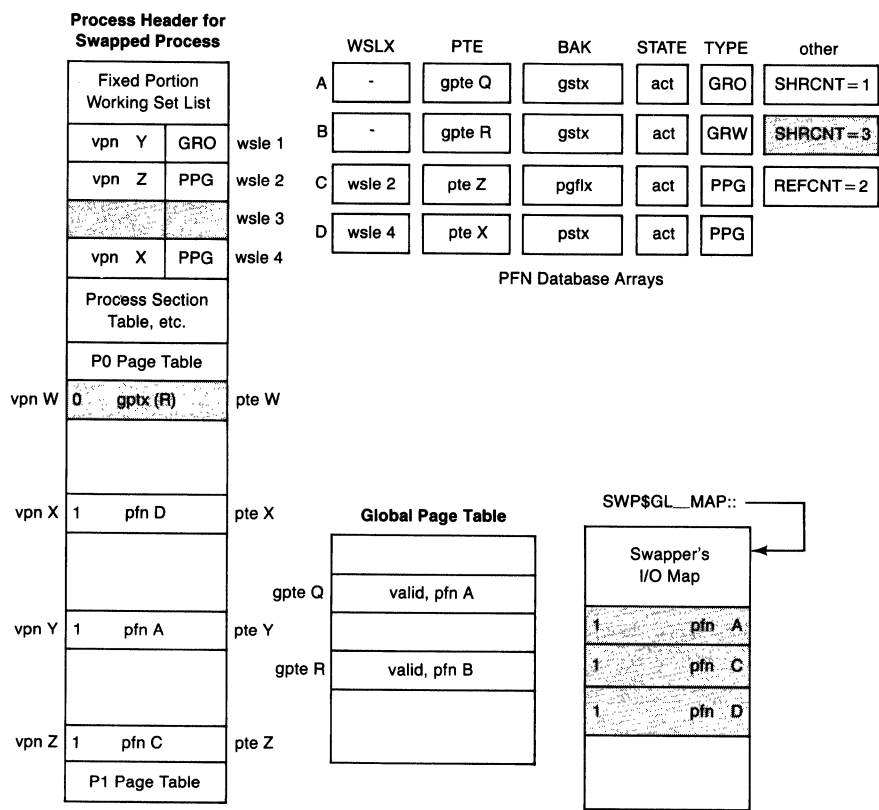 Process Header for
Swapped Process
Fixed Portion
Working Set List
vpn Y GRO wsle 1
vpn Z PPG wsle 2
wsle 3
vpn X PPG wsle 4
Process Section
Table, etc.
P0 Page Table
vpn W 0 gptx (R) pte W
vpn X 1 pfn D pte X
vpn Y 1 pfn A pte Y
vpn Z 1 pfn C pte Z
P1 Page Table
WSLX PTE BAK STATE TYPE other
A - gpte Q gstx act GRO SHRCNT = 1
B - gpte R gstx act GRW SHRCNT = 3
C wsle 2 pte Z pgflx act PPG REFCNT = 2
D wsle 4 pte X pstx act PPG
PFN Database Arrays
Global Page Table
gpte Q valid, pfn A
gpte R valid, pfn B
SWP$GL__MAP::
Swapper's
I/O Map
1 pfn A
1 pfn C
1 pfn D